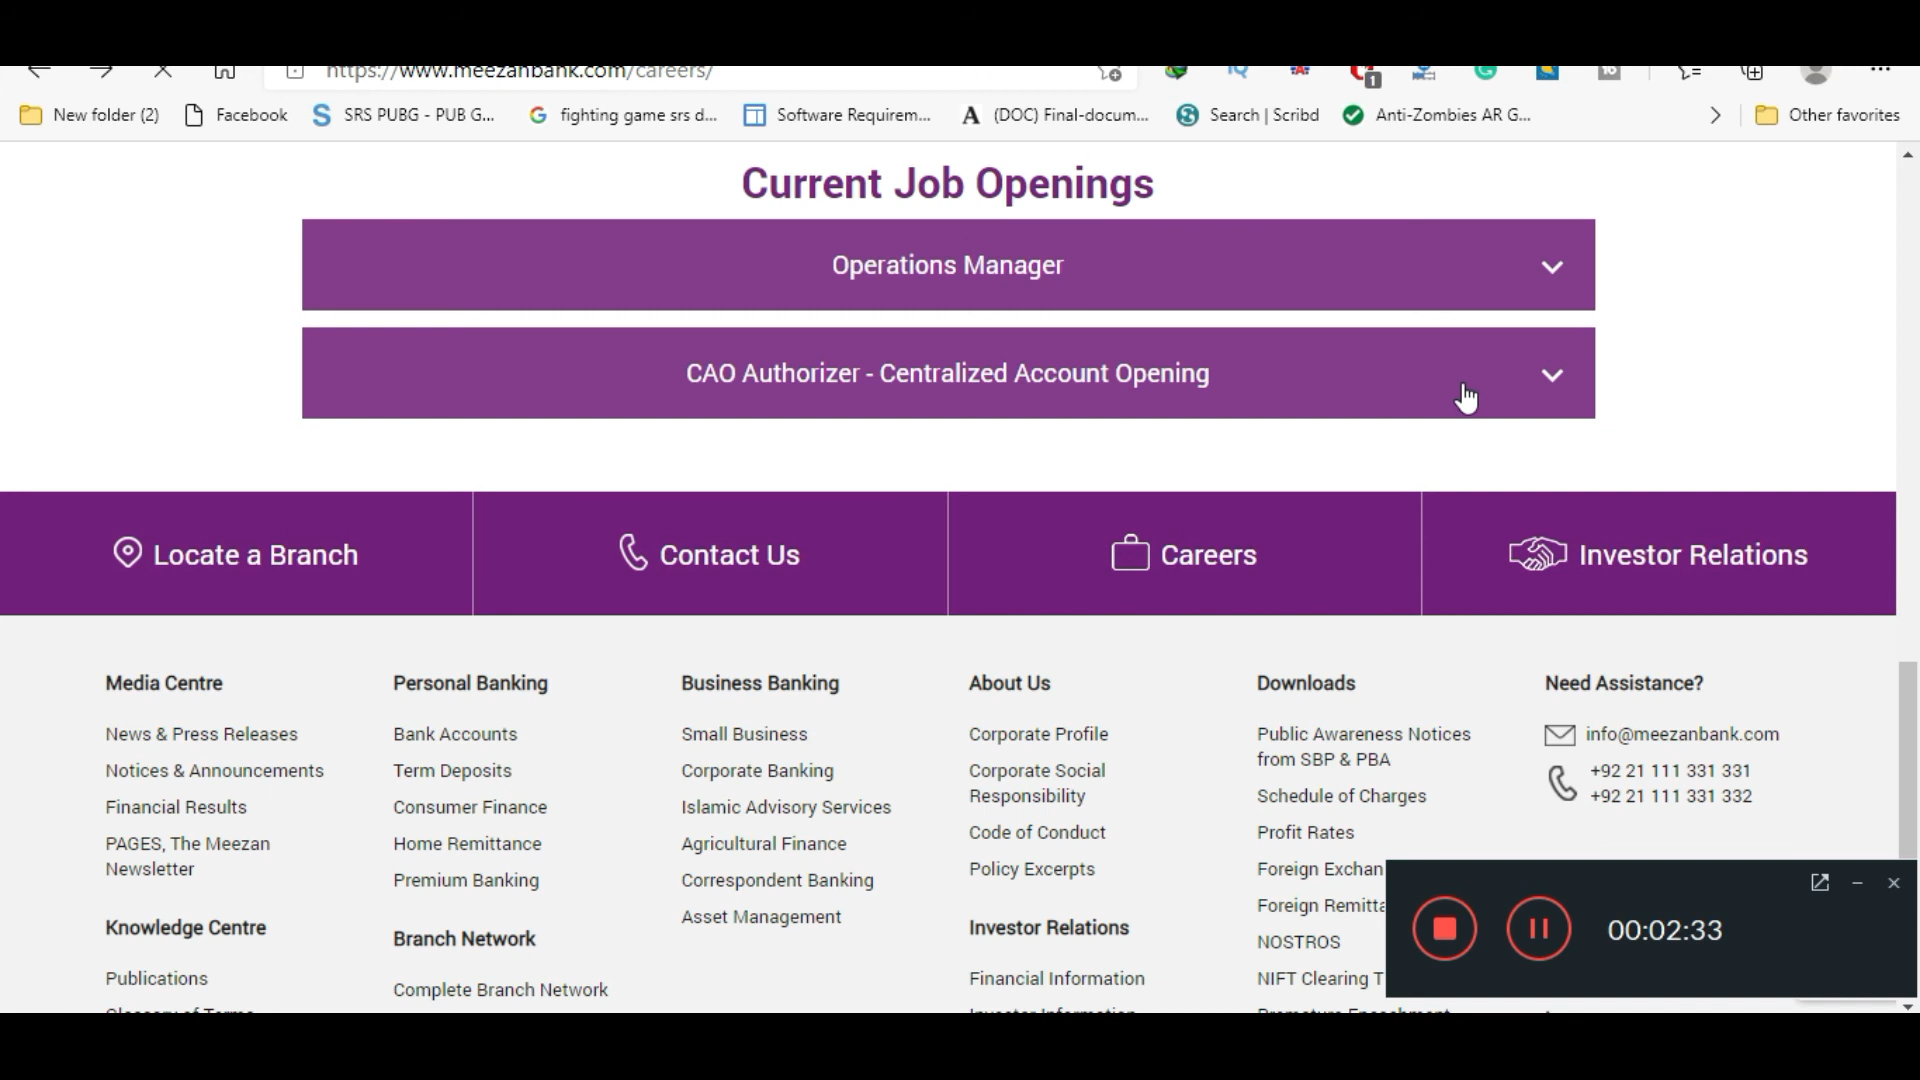 https://www.meezanbank.com/careers/
1
New folder (2)
Facebook
SRS PUBG - PUB G...
fighting game srs d...
Software Requirem...
(DOC) Final-docum...
Search | Scribd
Anti-Zombies AR G...
Other favorites
Current Job Openings
Operations Manager
CAO Authorizer - Centralized Account Opening
Locate a Branch
Contact Us
Careers
Investor Relations
Media Centre
News & Press Releases
Notices & Announcements
Financial Results
PAGES, The Meezan
Newsletter
Knowledge Centre
Publications
Personal Banking
Bank Accounts
Term Deposits
Consumer Finance
Home Remittance
Premium Banking
Branch Network
Complete Branch Network
Business Banking
Small Business
Corporate Banking
Islamic Advisory Services
Agricultural Finance
Correspondent Banking
Asset Management
About Us
Corporate Profile
Corporate Social
Responsibility
Code of Conduct
Policy Excerpts
Investor Relations
Financial Information
Downloads
Public Awareness Notices
from SBP & PBA
Schedule of Charges
Profit Rates
Foreign Exchan
Foreign Remitta
NOSTROS
NIFT Clearing T
Need Assistance?
info@meezanbank.com
+92 21 111 331 331
+92 21 111 331 332
00:02:33